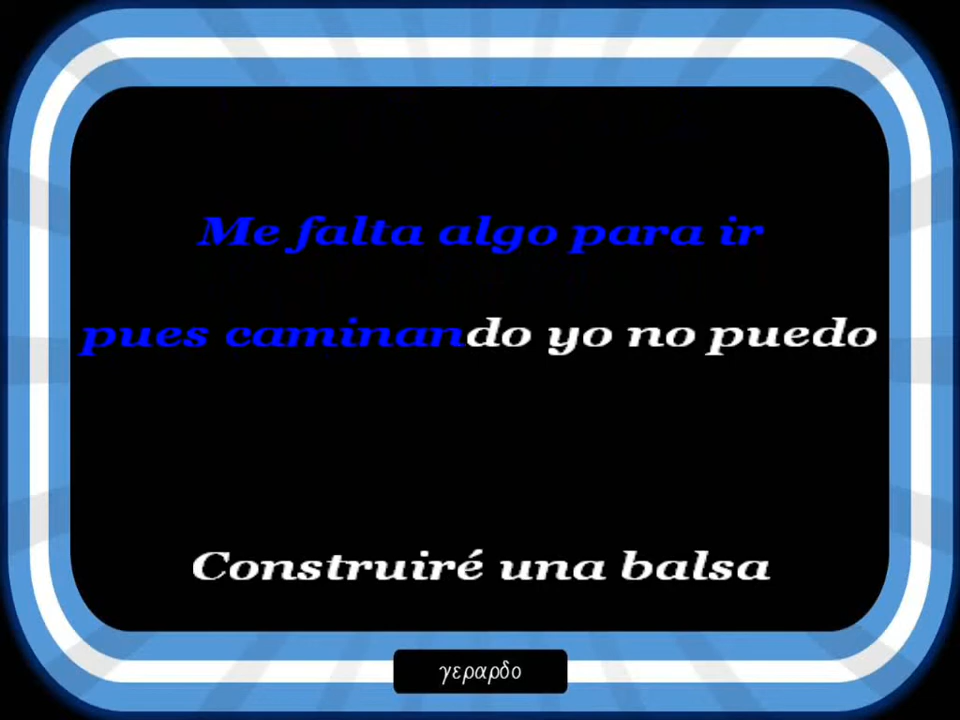 Me falta algo para ir
pues caminando yo no puedo
Construiré una balsa
γεραρδο